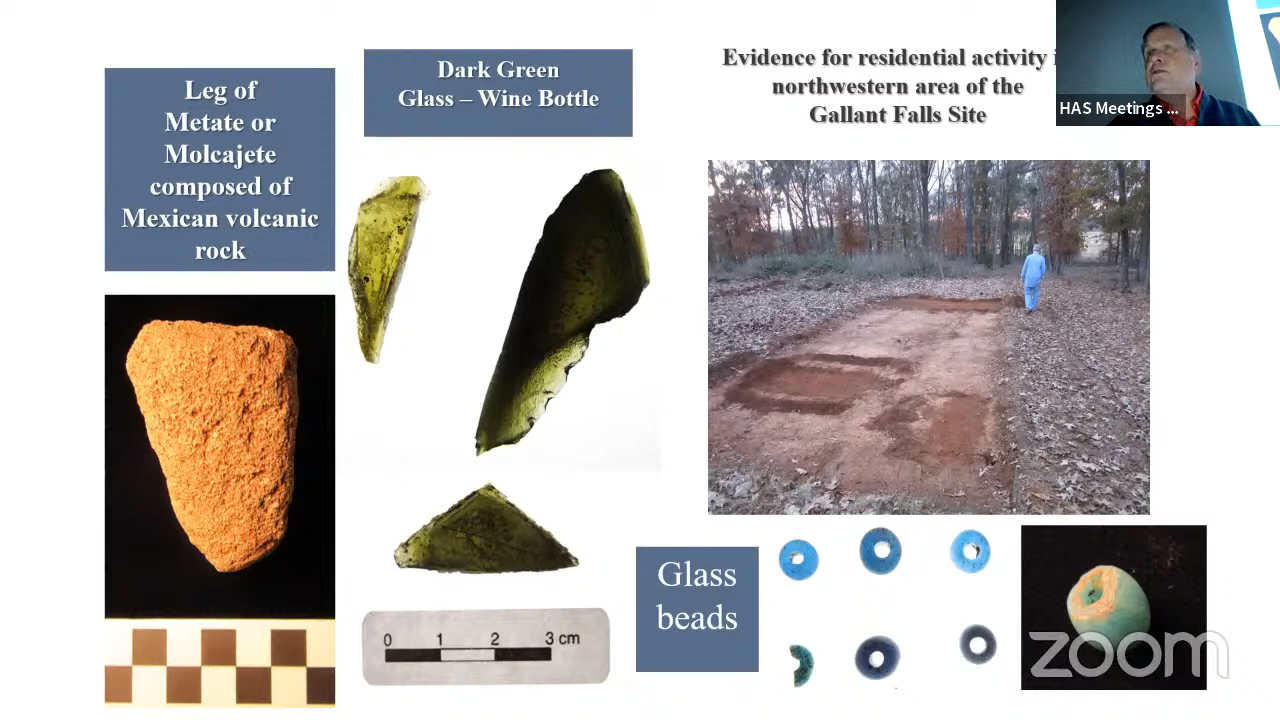 Leg of
Metate or
Molcajete
composed of
Mexican volcanic
rock
Dark Green
Glass – Wine Bottle
Evidence for residential activity
northwestern area of the
Gallant Falls Site
HAS Meetings ...
0 1 2 3 cm
Glass
beads
zoom